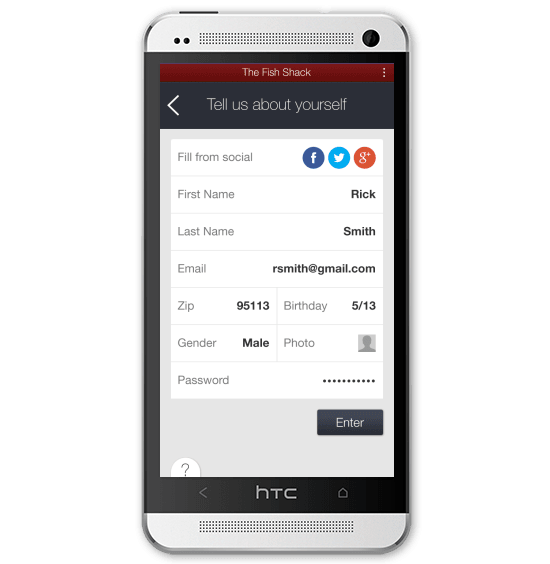 The Fish Shack
Tell us about yourself
Fill from social f g+
First Name Rick
Last Name Smith
Email rsmith@gmail.com
Zip 95113 Birthday 5/13
Gender Male Photo
Password •••••••••••
Enter
?
hTC